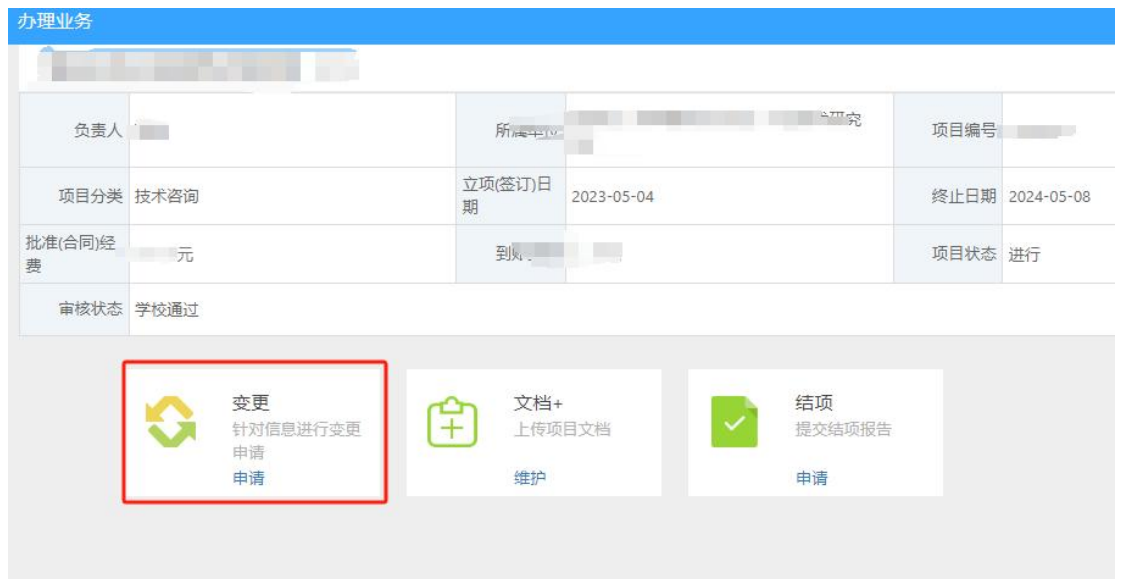 办理业务
负责人
研究
项目编号
项目分类 技术咨询
立项(签订)日
期
2023-05-04
终止日期 2024-05-08
批准(合同)经
费
元
项目状态 进行
审核状态 学校通过
变更
针对信息进行变更
申请
申请
文档+
上传项目文档
维护
结项
提交结项报告
申请